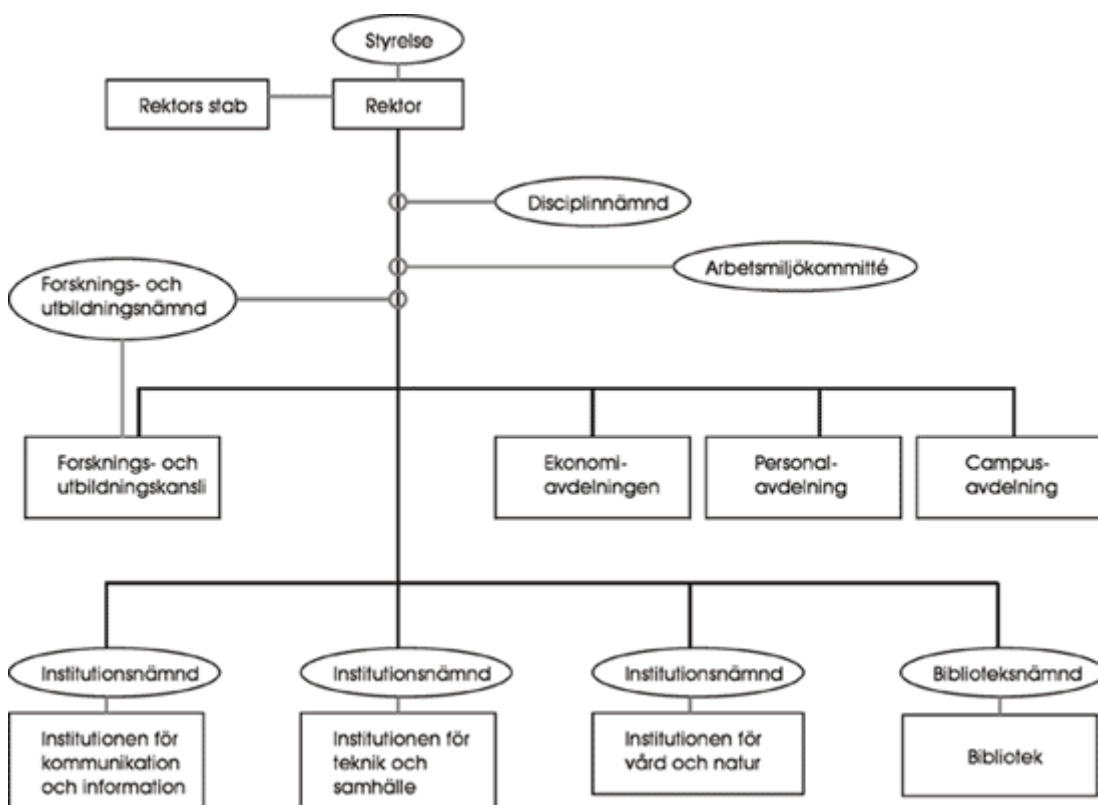 Styrelse
Rektors stab
Rektor
Disciplinnämnd
Arbetsmiljökommitté
Forsknings- och
utbildningsnämnd
Forsknings- och
utbildningskansli
Ekonomi-
avdelningen
Personal-
avdelning
Campus-
avdelning
Institutionsnämnd
Institutionsnämnd
Institutionsnämnd
Biblioteksnämnd
Institutionen för
kommunikation
och information
Institutionen för
teknik och
samhälle
Institutionen för
vård och natur
Bibliotek